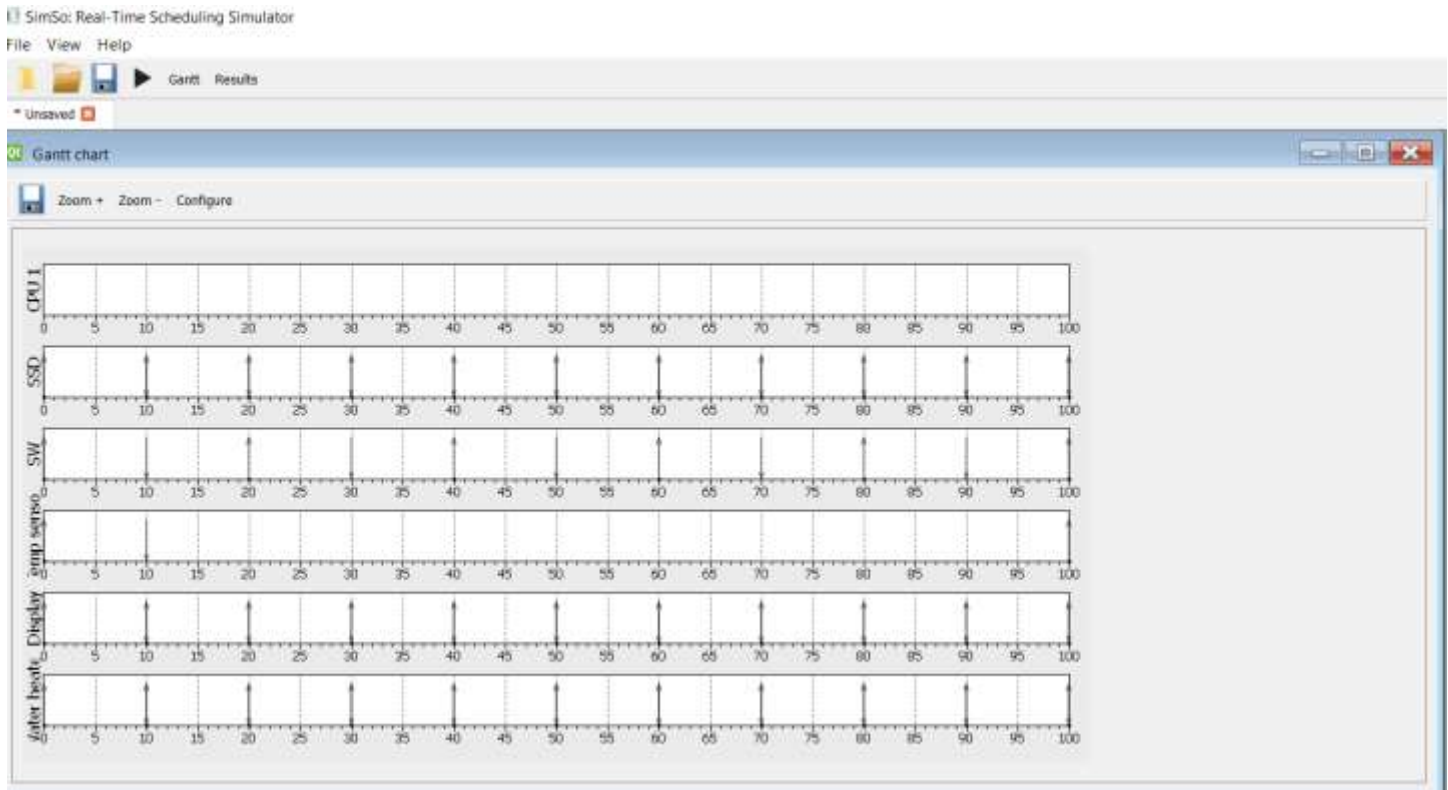 SimSo: Real-Time Scheduling Simulator
File View Help
Gantt Results
* Unsaved
Gantt chart
Zoom + Zoom - Configure
CPU 1
0 5 10 15 20 25 30 35 40 45 50 55 60 65 70 75 80 85 90 95 100
SSD
0 5 10 15 20 25 30 35 40 45 50 55 60 65 70 75 80 85 90 95 100
SW
0 5 10 15 20 25 30 35 40 45 50 55 60 65 70 75 80 85 90 95 100
emp senso
0 5 10 15 20 25 30 35 40 45 50 55 60 65 70 75 80 85 90 95 100
Display
0 5 10 15 20 25 30 35 40 45 50 55 60 65 70 75 80 85 90 95 100
Water heate
0 5 10 15 20 25 30 35 40 45 50 55 60 65 70 75 80 85 90 95 100